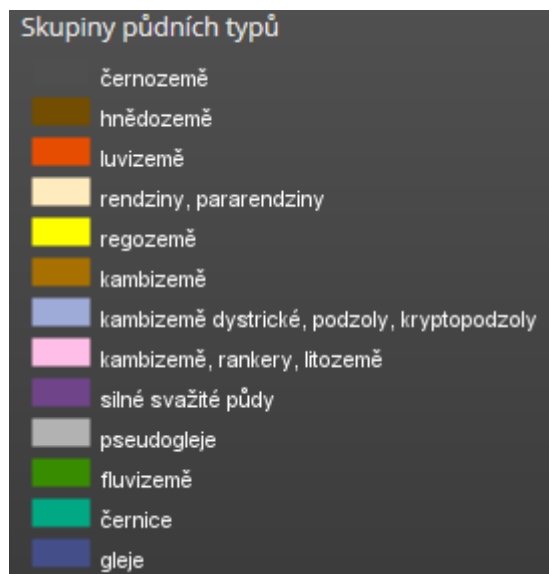 Skupiny půdních typů
černozemě
hnědozemě
luvizemě
rendziny, pararendziny
regozemě
kambizemě
kambizemě dystrické, podzoly, kryptopodzoly
kambizemě, rankery, litozemě
silné svažité půdy
pseudogleje
fluvizemě
černice
gleje